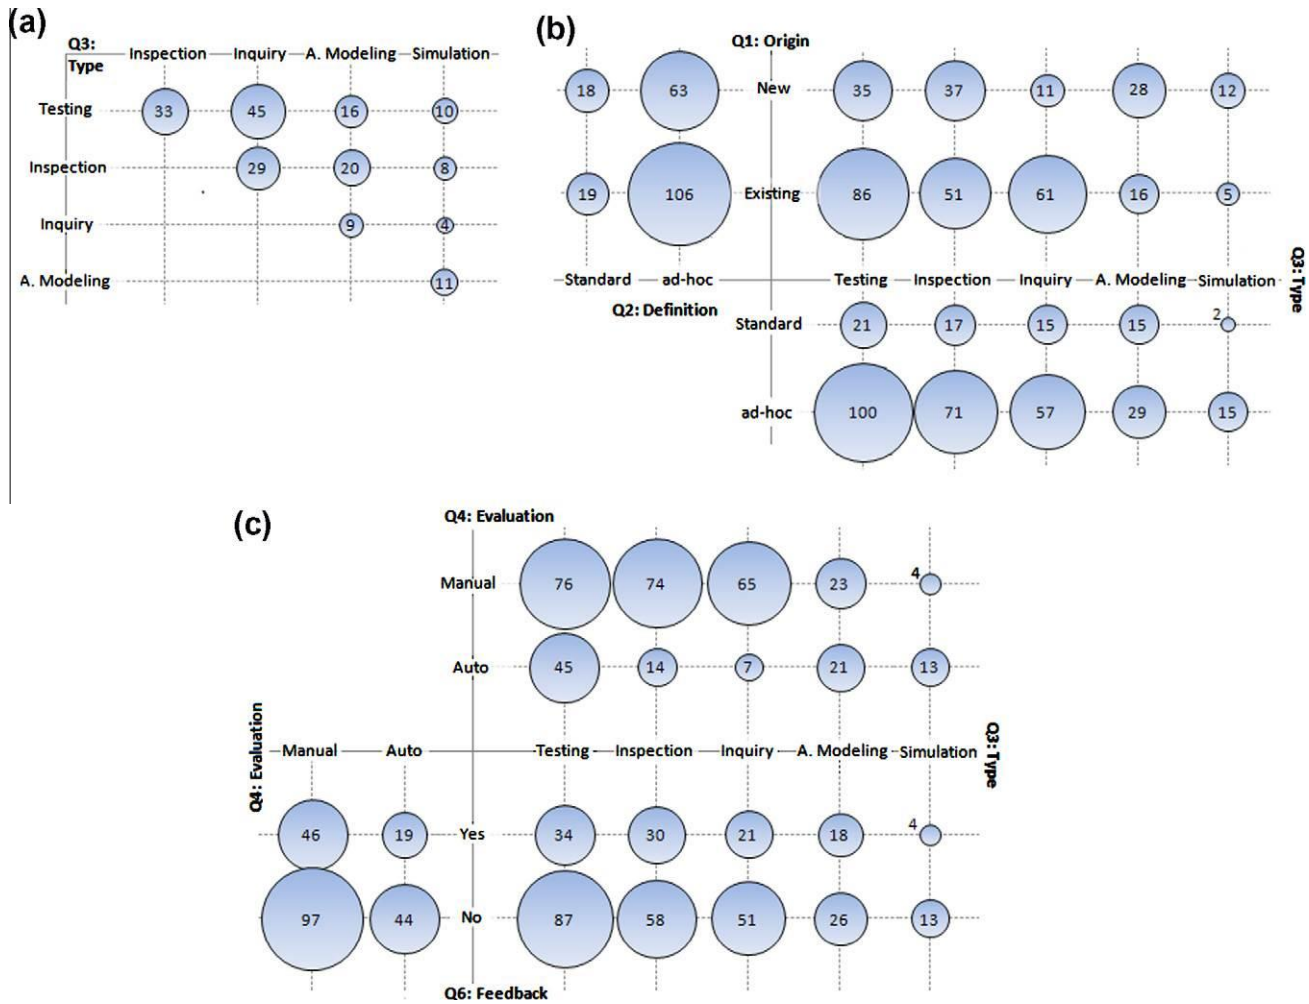 (a)
Q3:
Type
Inspection Inquiry A. Modeling Simulation
Testing 33 45 16 10
Inspection 29 20 8
Inquiry 9 4
A. Modeling 11
(b)
Q1: Origin
18 63 New 35 37 11 28 12
19 106 Existing 86 51 61 16 5
Standard ad-hoc Testing Inspection Inquiry A. Modeling Simulation
Q3: Type
Q2: Definition
Standard 21 17 15 15 2
ad-hoc 100 71 57 29 15
(c)
Q4: Evaluation
Manual 76 74 65 23 4
Auto 45 14 7 21 13
Q4: Evaluation
Manual Auto Testing Inspection Inquiry A. Modeling Simulation
Q3: Type
46 19 Yes 34 30 21 18 4
97 44 No 87 58 51 26 13
Q6: Feedback